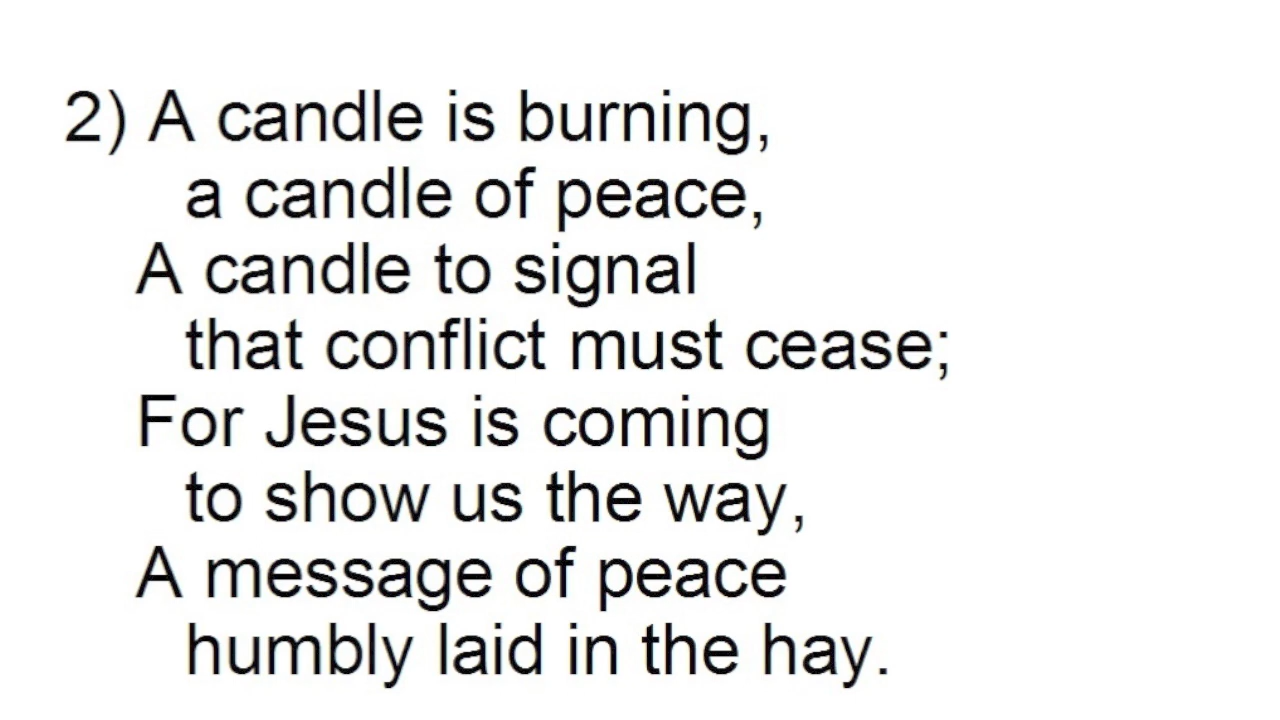 2) A candle is burning,
a candle of peace,
A candle to signal
that conflict must cease;
For Jesus is coming
to show us the way,
A message of peace
humbly laid in the hay.